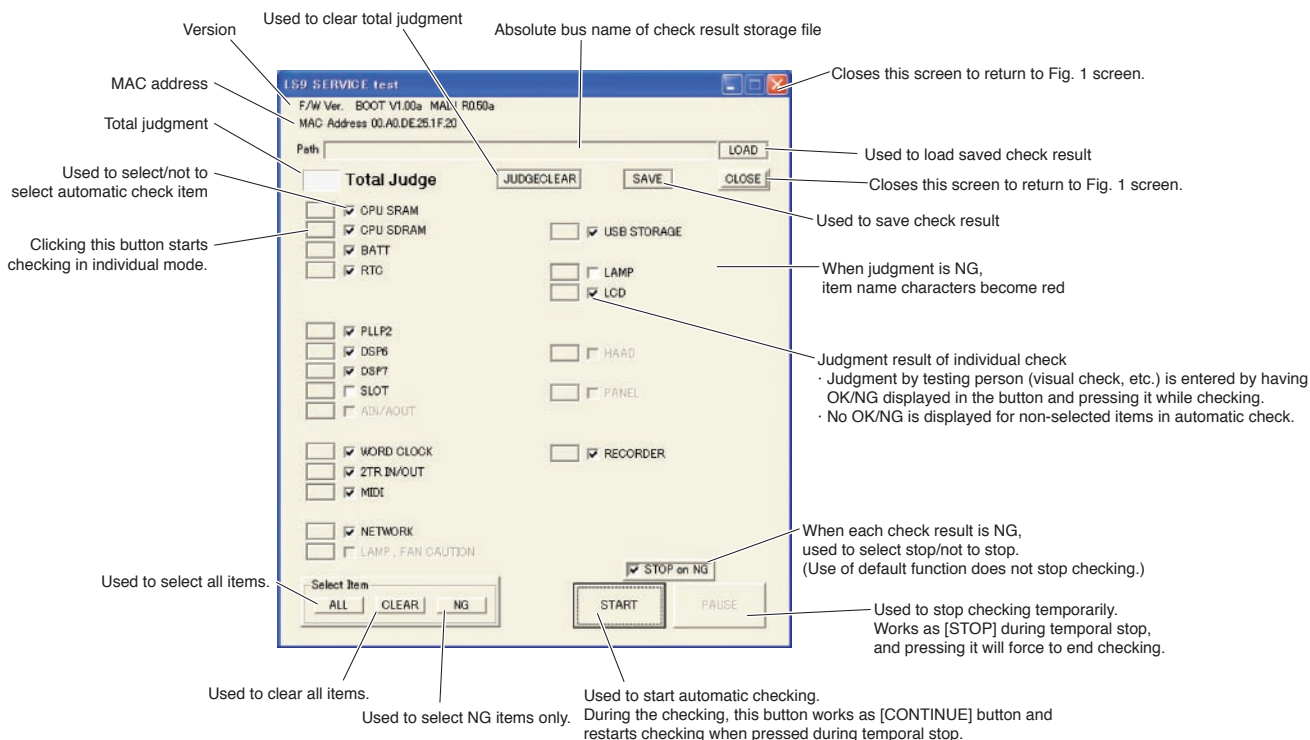 Used to clear total judgment
Version
Absolute bus name of check result storage file
MAC address
Total judgment
Used to select/not to
select automatic check item
Clicking this button starts
checking in individual mode.
LS9 SERVICE test
F/W Ver. BOOT V1.00a MAIN R0.50a
MAC Address 00.A0.DE.25.1F.20
Path
LOAD
Total Judge
JUDGECLEAR
SAVE
CLOSE
CPU SRAM
CPU SDRAM
BATT
RTC
PLLP2
DSP6
DSP7
SLOT
AIN/AOUT
WORD CLOCK
2TR IN/OUT
MIDI
NETWORK
LAMP, FAN CAUTION
USB STORAGE
LAMP
LCD
HAAD
PANEL
RECORDER
Select Item
ALL
CLEAR
NG
STOP on NG
START
PAUSE
Closes this screen to return to Fig. 1 screen.
Used to load saved check result
Closes this screen to return to Fig. 1 screen.
Used to save check result
When judgment is NG,
item name characters become red
Judgment result of individual check
· Judgment by testing person (visual check, etc.) is entered by having
OK/NG displayed in the button and pressing it while checking.
· No OK/NG is displayed for non-selected items in automatic check.
When each check result is NG,
used to select stop/not to stop.
(Use of default function does not stop checking.)
Used to stop checking temporarily.
Works as [STOP] during temporal stop,
and pressing it will force to end checking.
Used to select all items.
Used to clear all items.
Used to select NG items only.
Used to start automatic checking.
During the checking, this button works as [CONTINUE] button and
restarts checking when pressed during temporal stop.